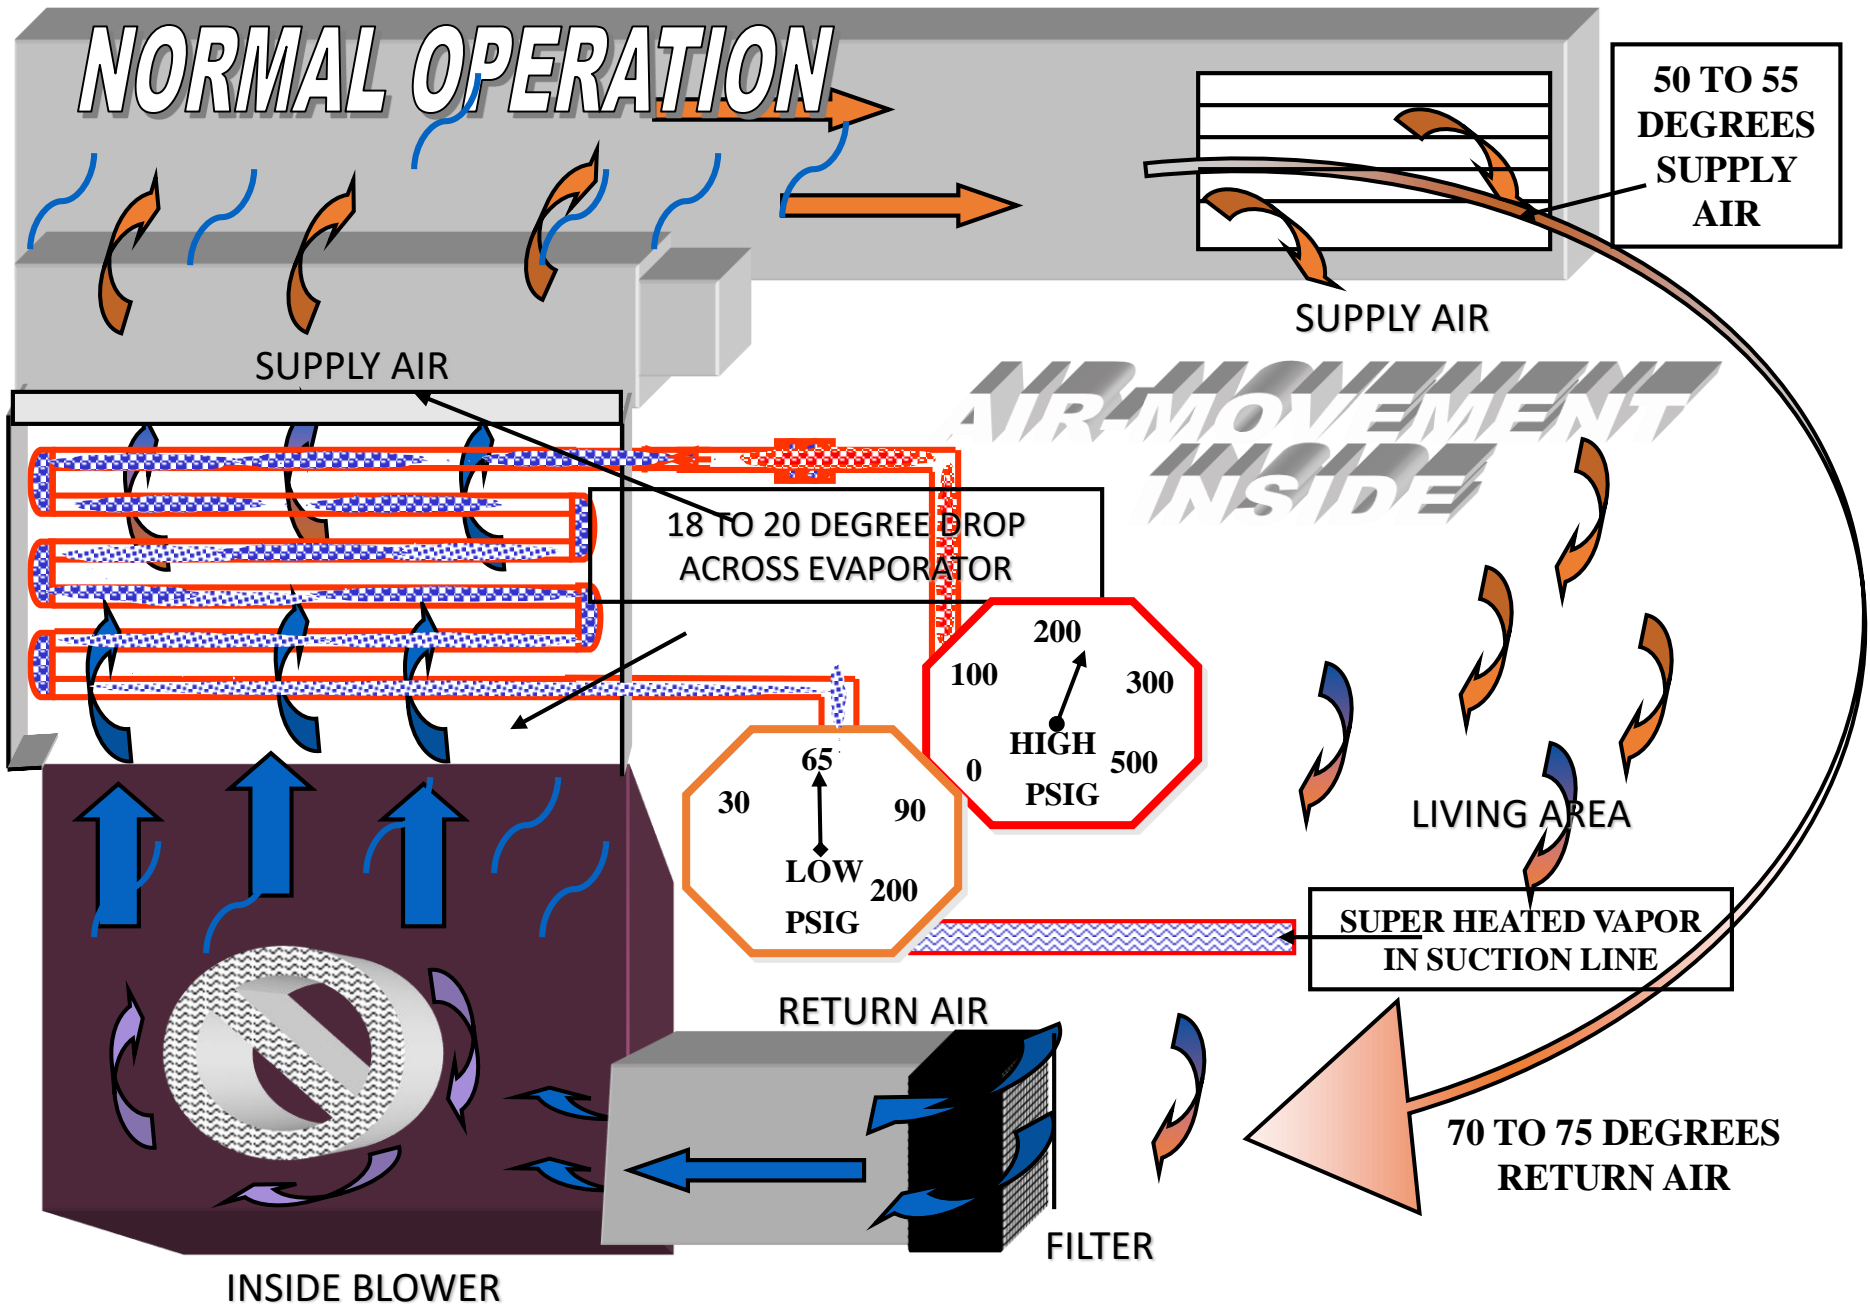 NORMAL OPERATION
50 TO 55
DEGREES
SUPPLY
AIR
SUPPLY AIR
SUPPLY AIR
AIR-MOVEMENT
INSIDE
18 TO 20 DEGREE DROP
ACROSS EVAPORATOR
200
100
300
HIGH
0
500
PSIG
65
30
90
LOW
200
PSIG
LIVING AREA
SUPER HEATED VAPOR
IN SUCTION LINE
RETURN AIR
70 TO 75 DEGREES
RETURN AIR
FILTER
INSIDE BLOWER